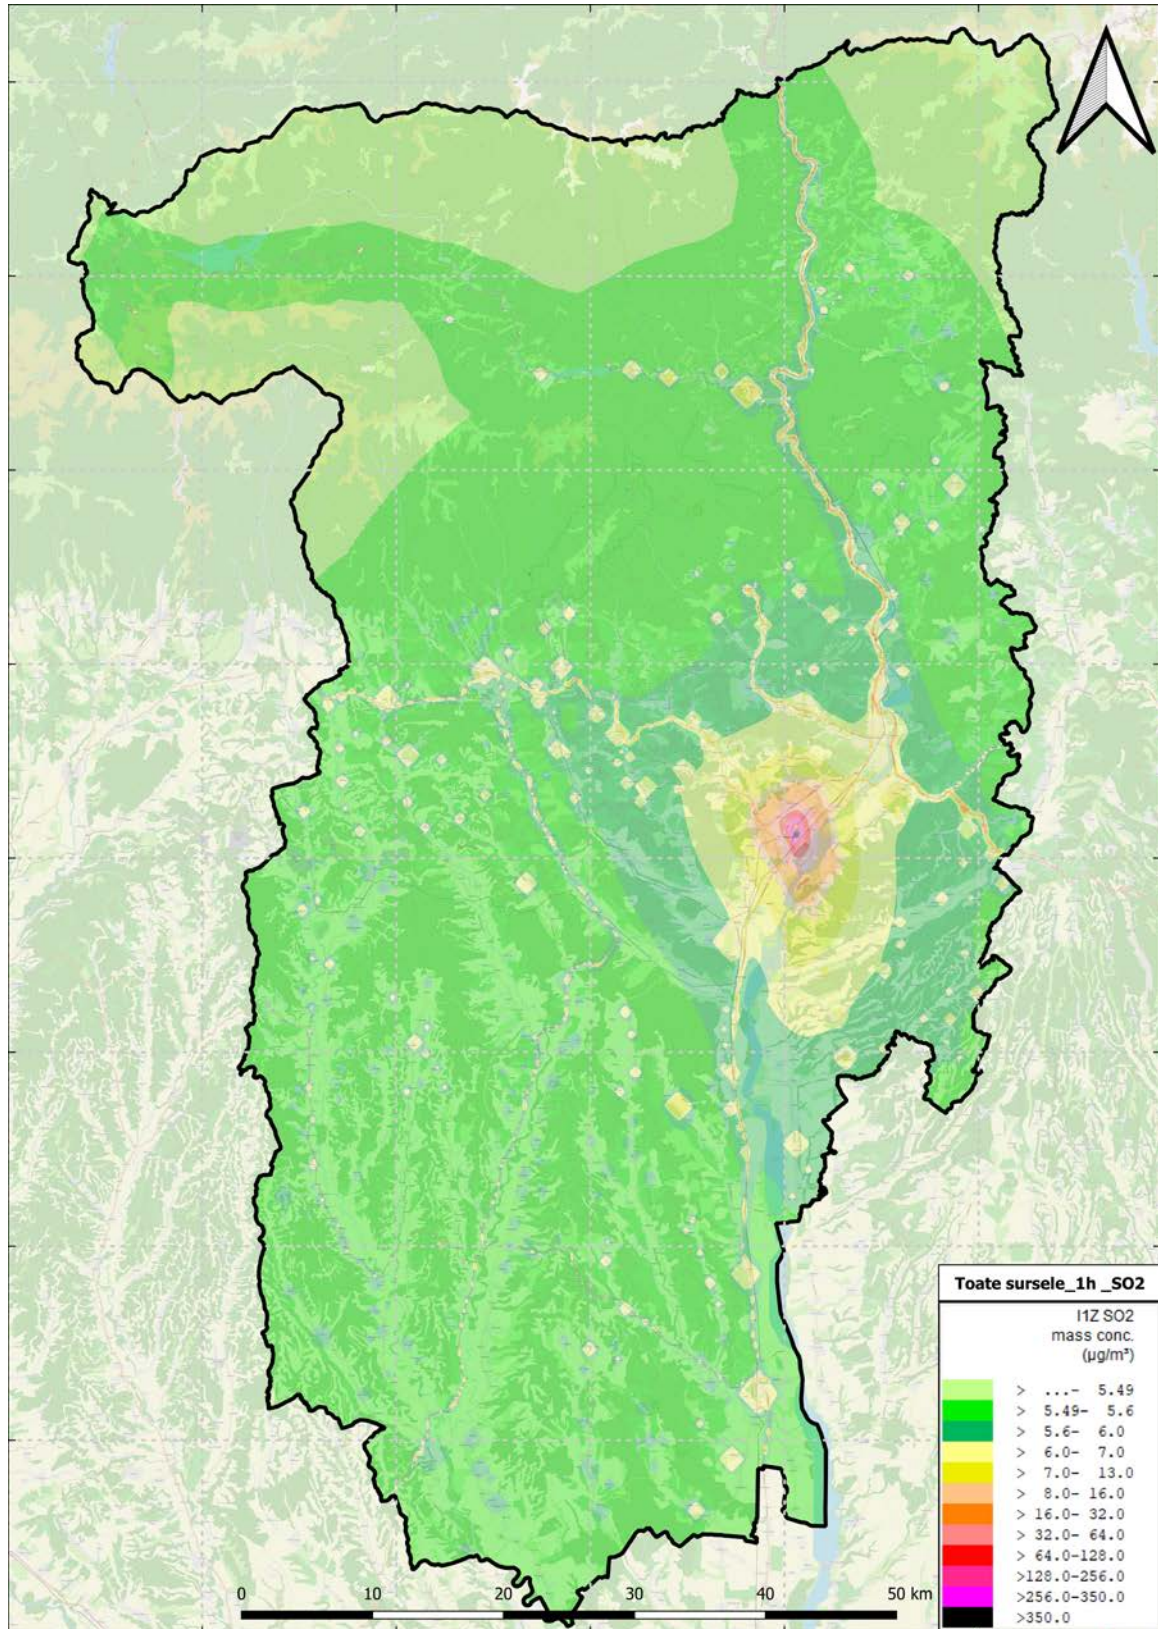 Toate sursele_1h _SO2
I1Z SO2
mass conc.
(µg/m³)
> ...- 5.49
> 5.49- 5.6
> 5.6- 6.0
> 6.0- 7.0
> 7.0- 13.0
> 8.0- 16.0
> 16.0- 32.0
> 32.0- 64.0
> 64.0-128.0
>128.0-256.0
>256.0-350.0
>350.0
0 10 20 30 40 50 km